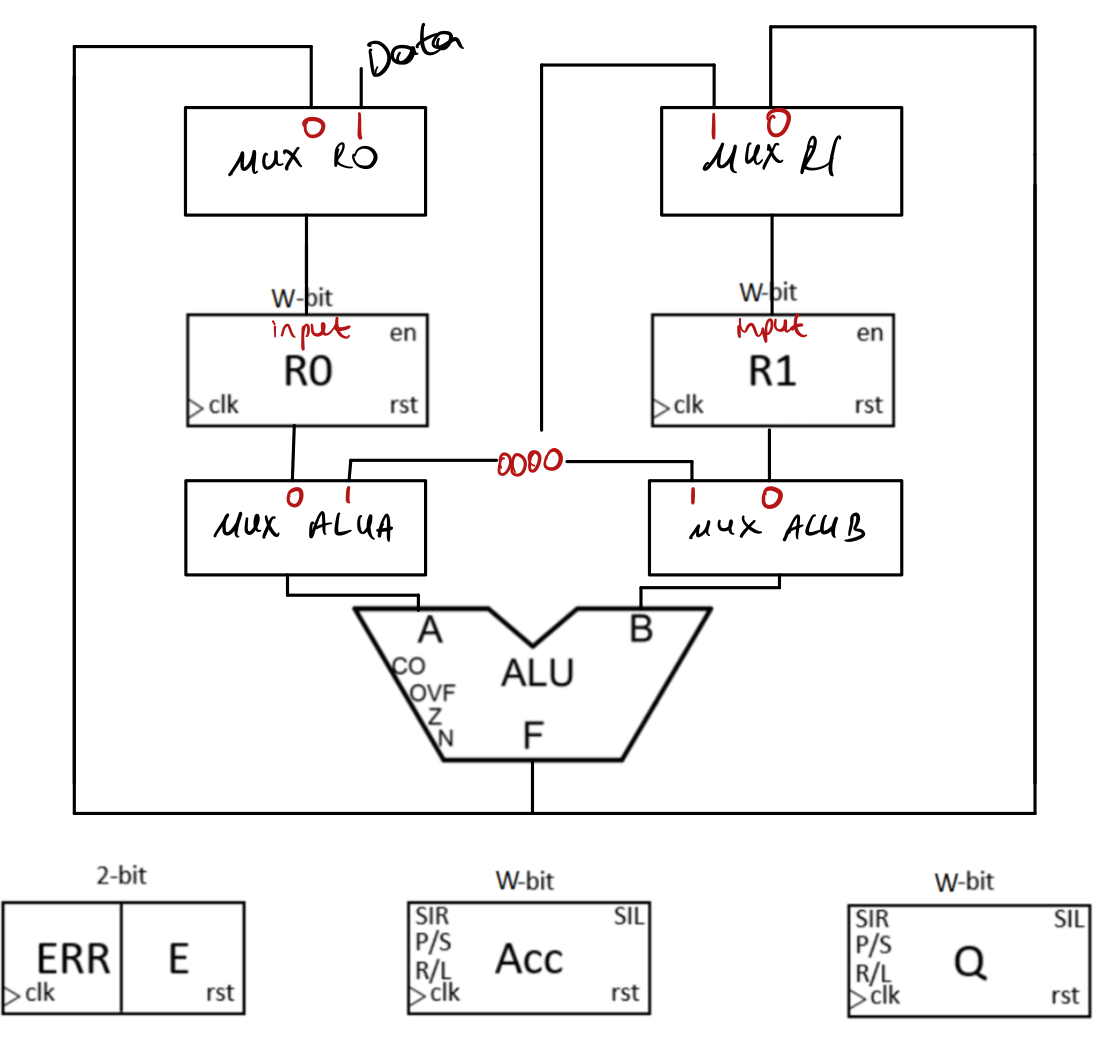 Data
0 1
MUX R0
1 0
MUX R1
W-bit
input en
R0
clk rst
W-bit
input en
R1
clk rst
0000
0 1
MUX ALUA
1 0
MUX ALUB
A B
CO
OVF
Z
N
ALU
F
2-bit
ERR E
clk rst
W-bit
SIR SIL
P/S
R/L
Acc
clk rst
W-bit
SIR SIL
P/S
R/L
Q
clk rst